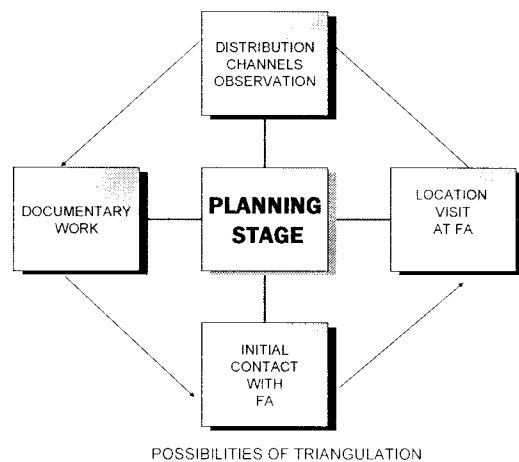 DISTRIBUTION
CHANNELS
OBSERVATION
DOCUMENTARY
WORK
PLANNING
STAGE
LOCATION
VISIT
AT FA
INITIAL
CONTACT
WITH
FA
POSSIBILITIES OF TRIANGULATION